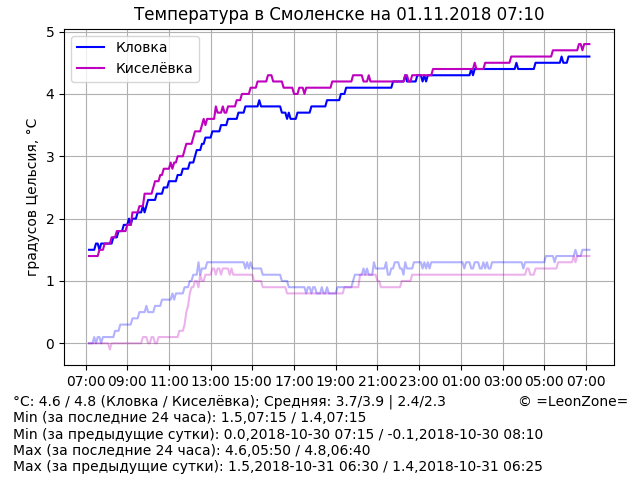 Температура в Смоленске на 01.11.2018 07:10
5
4
3
2
1
0
градусов Цельсия, °C
Кловка
Киселёвка
07:00 09:00 11:00 13:00 15:00 17:00 19:00 21:00 23:00 01:00 03:00 05:00 07:00
°C: 4.6 / 4.8 (Кловка / Киселёвка); Средняя: 3.7/3.9 | 2.4/2.3 © =LeonZone=
Min (за последние 24 часа): 1.5,07:15 / 1.4,07:15
Min (за предыдущие сутки): 0.0,2018-10-30 07:15 / -0.1,2018-10-30 08:10
Max (за последние 24 часа): 4.6,05:50 / 4.8,06:40
Max (за предыдущие сутки): 1.5,2018-10-31 06:30 / 1.4,2018-10-31 06:25